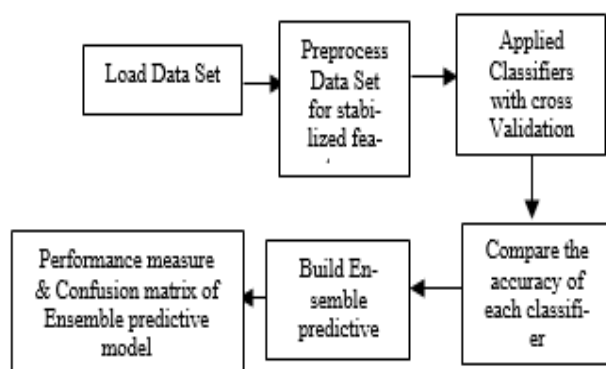 Load Data Set
Preprocess
Data Set
for stabi-
lized fea-
Applied
Classifiers
with cross
Validation
Compare the
accuracy of
each classifi-
er
Build En-
semble
predictive
Performance measure
& Confusion matrix of
Ensemble predictive
model